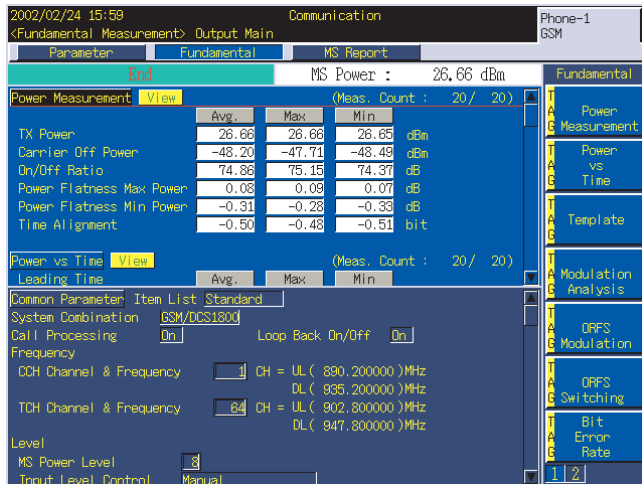 2002/02/24 15:59 Communication Phone-1
<Fundamental Measurement> Output Main GSM
Parameter Fundamental MS Report
End MS Power : 26.66 dBm Fundamental
Power Measurement View (Meas. Count : 20/ 20)
Avg. Max Min
TX Power 26.66 26.66 26.65 dBm
Carrier Off Power -48.20 -47.71 -48.49 dBm
On/Off Ratio 74.86 75.15 74.37 dB
Power Flatness Max Power 0.08 0.09 0.07 dB
Power Flatness Min Power -0.31 -0.28 -0.33 dB
Time Alignment -0.50 -0.48 -0.51 bit
Power vs Time View (Meas. Count : 20/ 20)
Leading Time Avg. Max Min
Common Parameter Item List Standard
System Combination GSM/DCS1800
Call Processing On Loop Back On/Off On
Frequency
CCH Channel & Frequency 1 CH = UL( 890.200000)MHz
DL( 935.200000)MHz
TCH Channel & Frequency 64 CH = UL( 902.800000)MHz
DL( 947.800000)MHz
Level
MS Power Level 8
Input Level Control Manual
TAG Power Measurement
TAG Power vs Time
TAG Template
TAG Modulation Analysis
TAG ORFS Modulation
TAG ORFS Switching
TAG Bit Error Rate
1 2